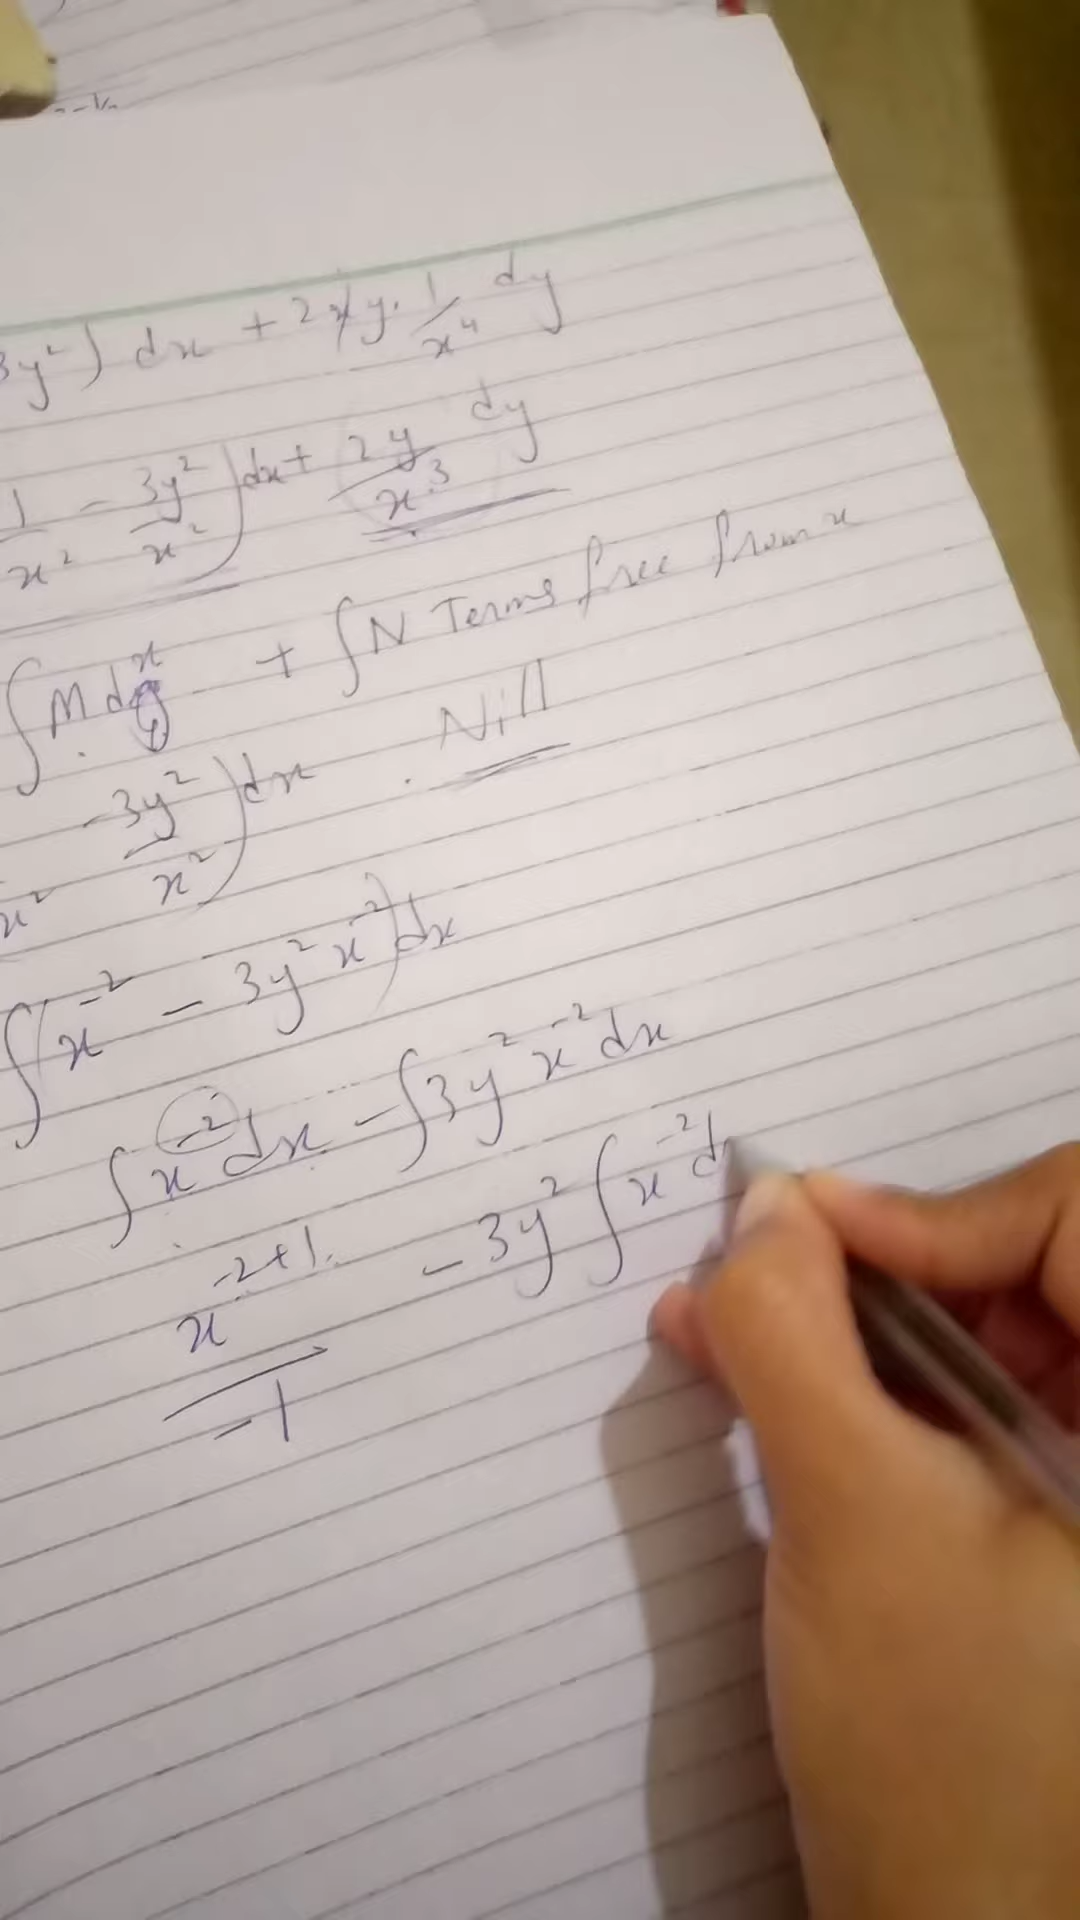 3y²) dx + 2xy. 1/x⁴ dy
1/x² - 3y²/x²) dx + 2y/x³ dy
∫M dx + ∫N Terms free from x
Nill
x² - 3y²/x²) dx
∫(x⁻² - 3y² x⁻²) dx
∫x⁻² dx - ∫3y² x⁻² dx
x⁻²⁺¹/-1 - 3y² ∫x⁻² d